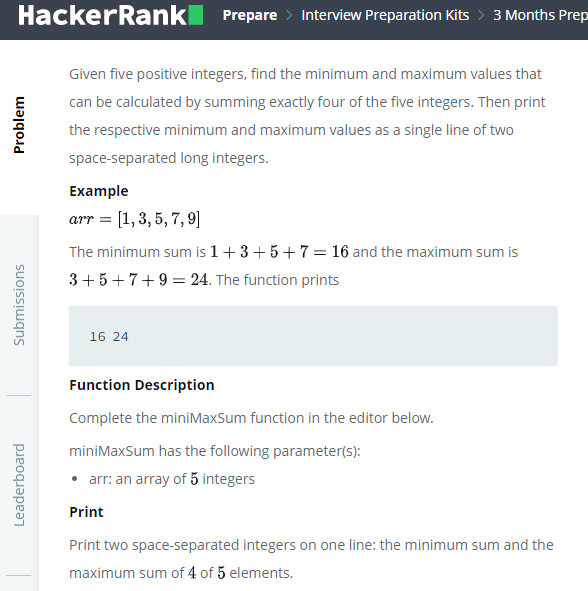 HackerRank Prepare > Interview Preparation Kits > 3 Months Prep
Problem
Submissions
Leaderboard
Given five positive integers, find the minimum and maximum values that
can be calculated by summing exactly four of the five integers. Then print
the respective minimum and maximum values as a single line of two
space-separated long integers.
Example
arr = [1, 3, 5, 7, 9]
The minimum sum is 1 + 3 + 5 + 7 = 16 and the maximum sum is
3 + 5 + 7 + 9 = 24. The function prints
16 24
Function Description
Complete the miniMaxSum function in the editor below.
miniMaxSum has the following parameter(s):
• arr: an array of 5 integers
Print
Print two space-separated integers on one line: the minimum sum and the
maximum sum of 4 of 5 elements.